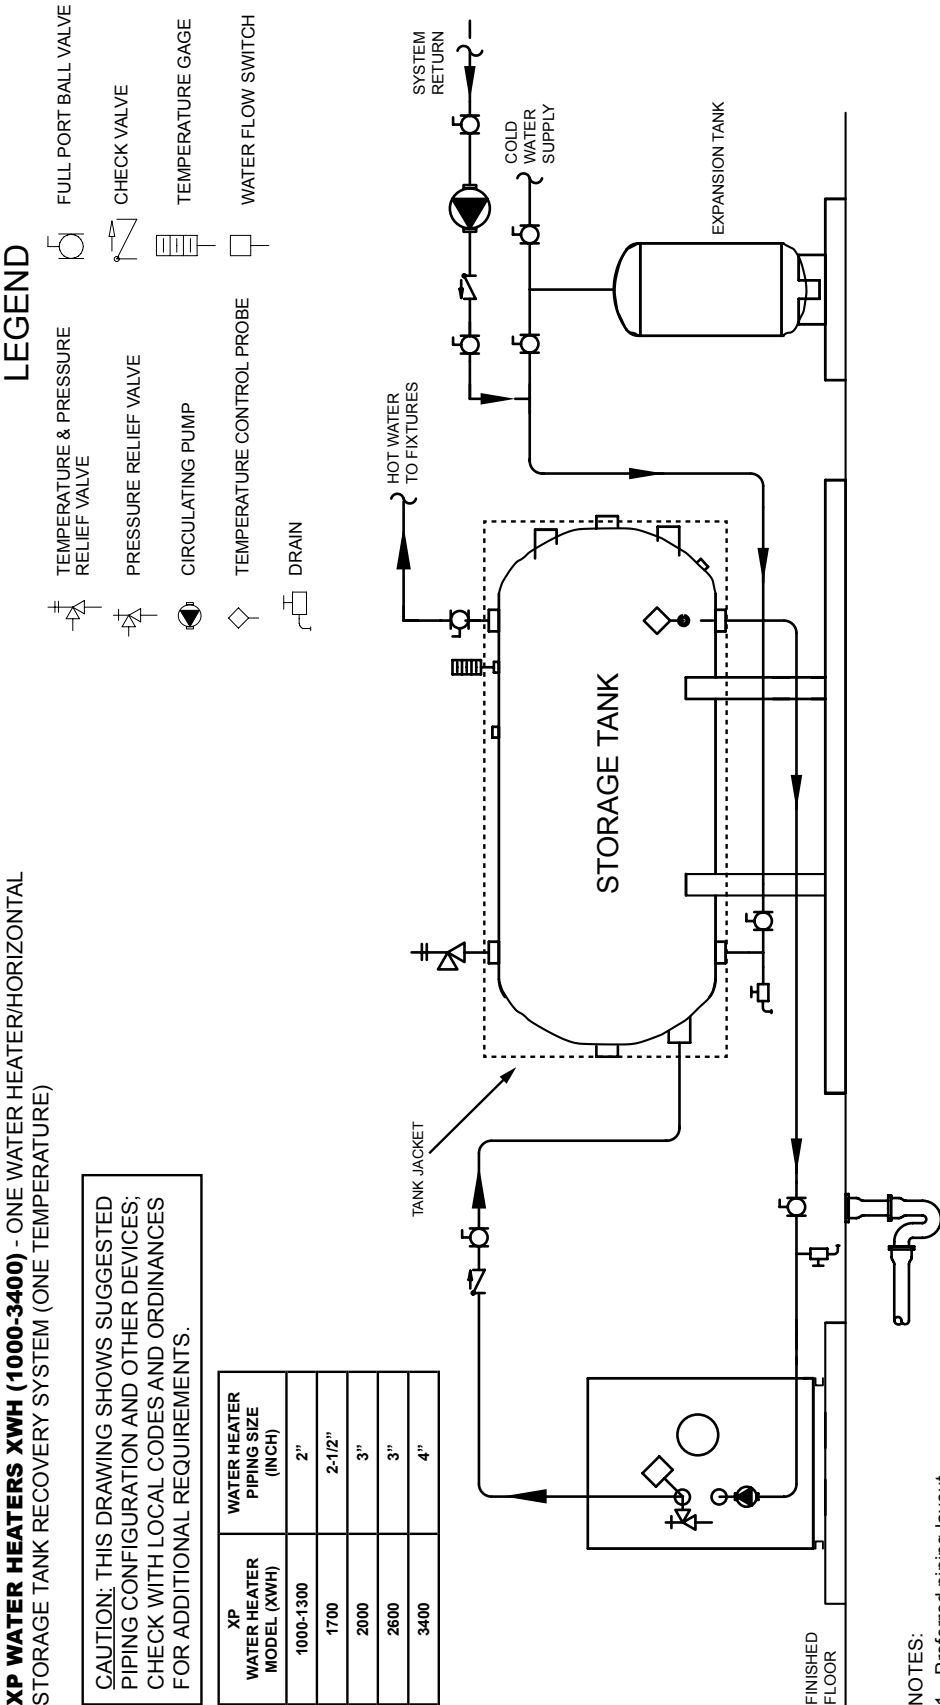 XP WATER HEATERS XWH (1000-3400) - ONE WATER HEATER/HORIZONTAL
STORAGE TANK RECOVERY SYSTEM (ONE TEMPERATURE)
CAUTION: THIS DRAWING SHOWS SUGGESTED
PIPING CONFIGURATION AND OTHER DEVICES;
CHECK WITH LOCAL CODES AND ORDINANCES
FOR ADDITIONAL REQUIREMENTS.
XP
WATER HEATER
MODEL (XWH)
WATER HEATER
PIPING SIZE
(INCH)
1000-1300 2”
1700 2-1/2”
2000 3”
2600 3”
3400 4”
LEGEND
TEMPERATURE & PRESSURE
RELIEF VALVE
PRESSURE RELIEF VALVE
CIRCULATING PUMP
TEMPERATURE CONTROL PROBE
DRAIN
FULL PORT BALL VALVE
CHECK VALVE
TEMPERATURE GAGE
WATER FLOW SWITCH
SYSTEM
RETURN
COLD
WATER
SUPPLY
HOT WATER
TO FIXTURES
EXPANSION TANK
STORAGE TANK
TANK JACKET
FINISHED
FLOOR
NOTES:
1. Preferred piping layout